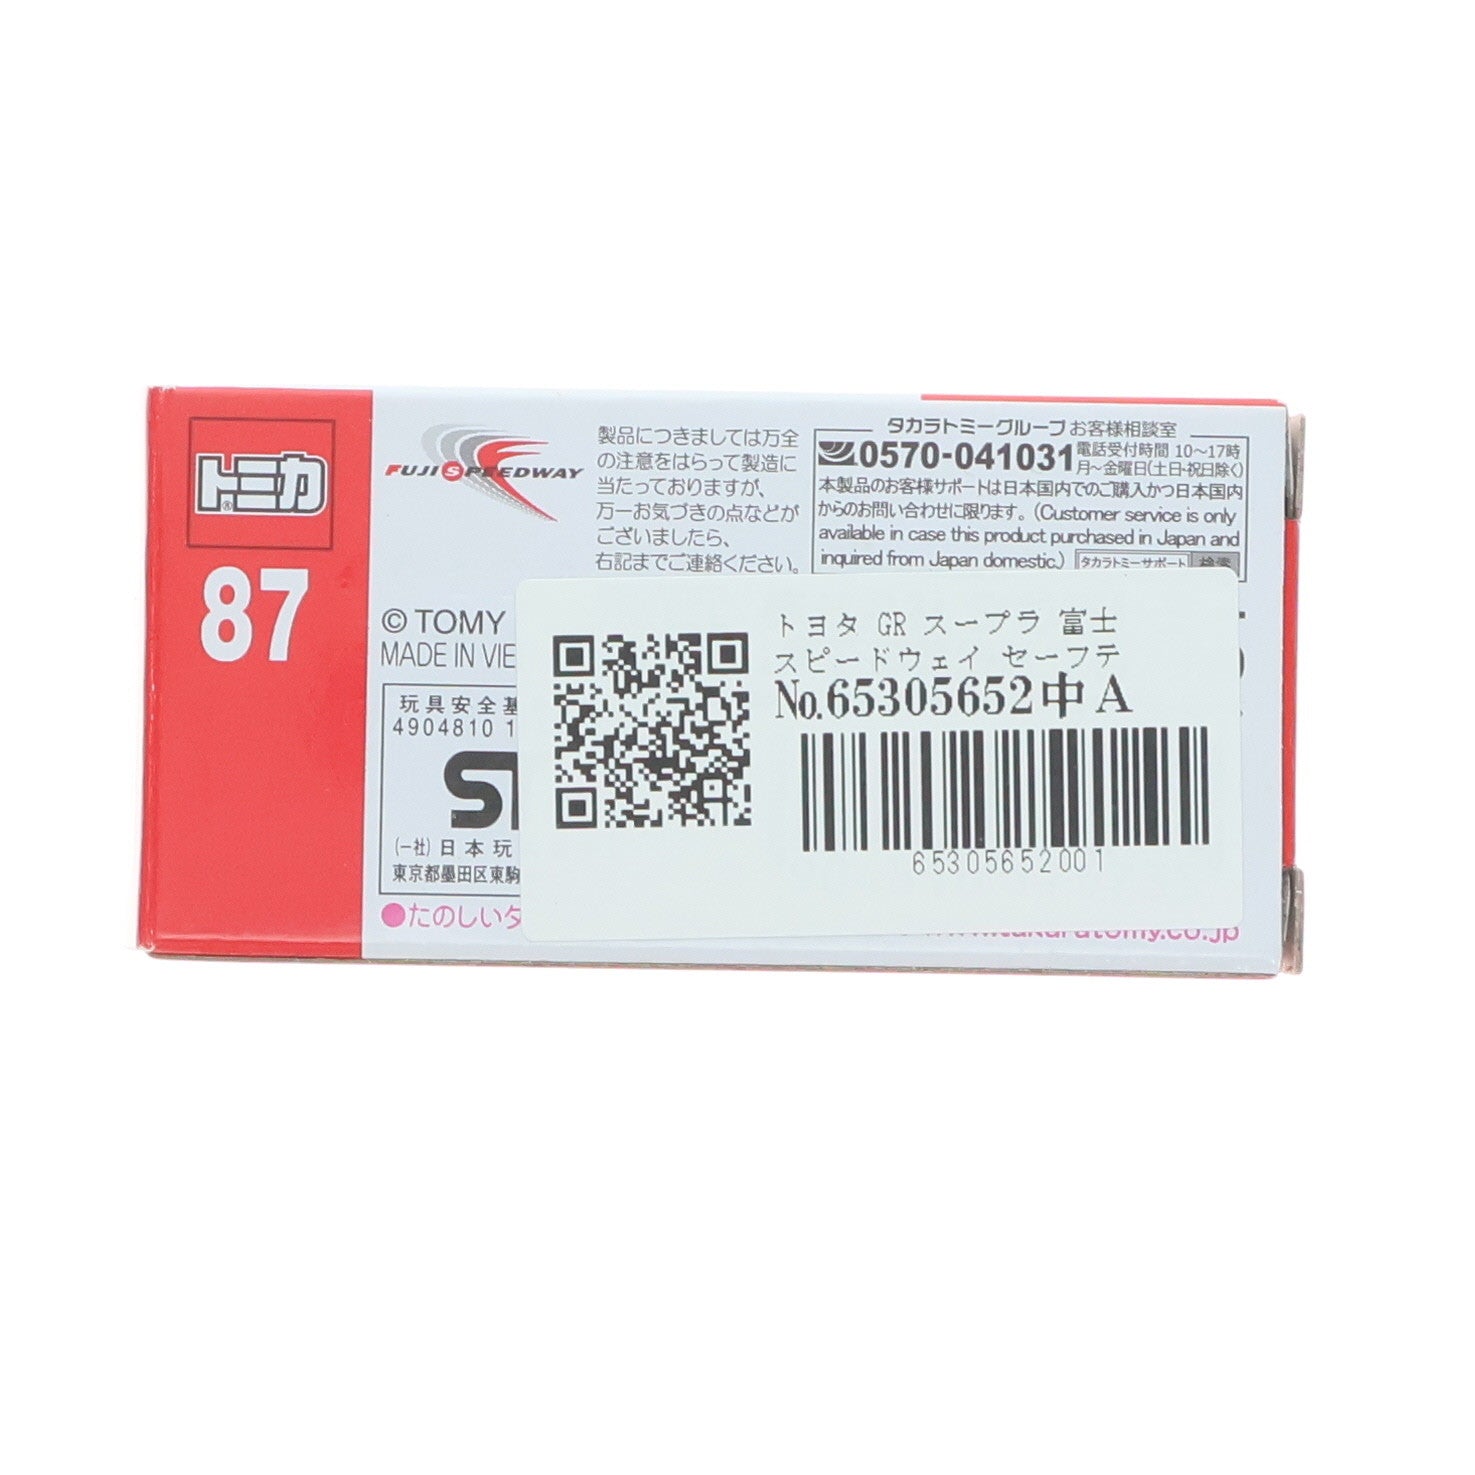 トミカ
87
FUJI SPEEDWAY
製品につきましては万全
の注意をはらって製造に
当たっておりますが、
万一お気づきの点などが
ございましたら、
右記までご連絡ください。
タカラトミーグループお客様相談室
0570-041031
電話受付時間 10～17時
月～金曜日(土日・祝日除く)
本製品のお客様サポートは日本国内でのご購入かつ日本国内
からのお問い合わせに限ります。(Customer service is only
available in case this product purchased in Japan and
inquired from Japan domestic.)
タカラトミーサポート 検索
© TOMY
MADE IN VIE
玩具安全基
4904810 1
(一社)日本玩
東京都墨田区東駒
●たのしいタ
www.takaratomy.co.jp
トヨタ GR スープラ 富士
スピードウェイ セーフテ
No.65305652中A
65305652001